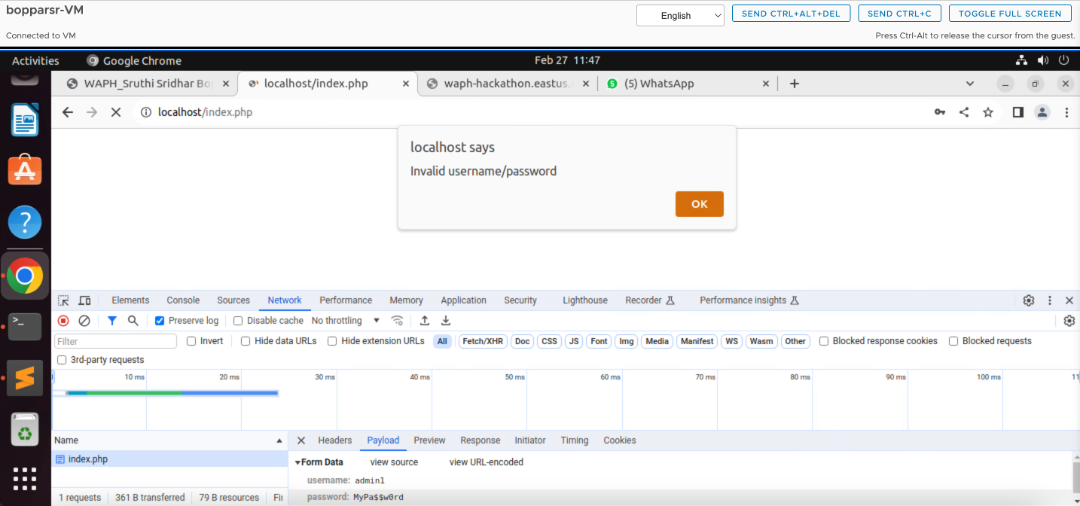 bopparsr-VM
English
SEND CTRL+ALT+DEL
SEND CTRL+C
TOGGLE FULL SCREEN
Connected to VM
Press Ctrl-Alt to release the cursor from the guest.
Activities
Google Chrome
Feb 27 11:47
WAPH_Sruthi Sridhar Bo
localhost/index.php
waph-hackathon.eastus.
(5) WhatsApp
localhost/index.php
localhost says
Invalid username/password
OK
Elements Console Sources Network Performance Memory Application Security Lighthouse Recorder Performance insights
Preserve log Disable cache No throttling
Filter Invert Hide data URLs Hide extension URLs All Fetch/XHR Doc CSS JS Font Img Media Manifest WS Wasm Other Blocked response cookies Blocked requests
3rd-party requests
10 ms 20 ms 30 ms 40 ms 50 ms 60 ms 70 ms 80 ms 90 ms 100 ms 11
Name
Headers Payload Preview Response Initiator Timing Cookies
index.php
Form Data view source view URL-encoded
username: admin1
password: MyPa$$w0rd
1 requests 361 B transferred 79 B resources Fi